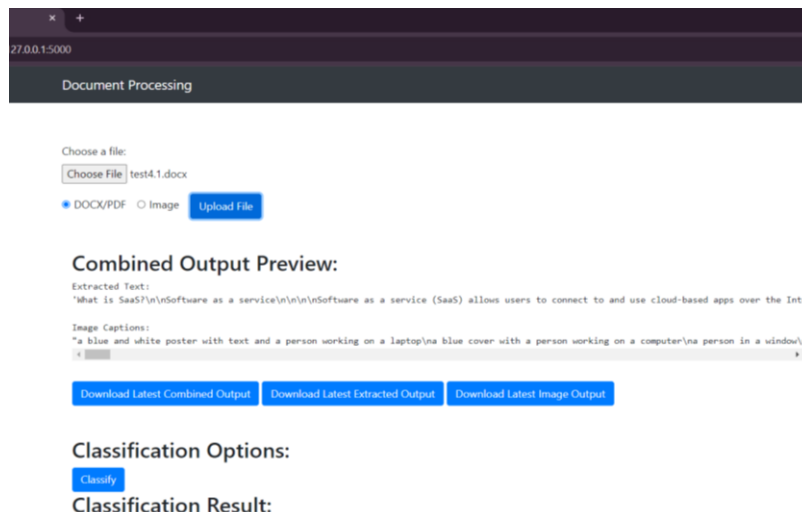 × +
27.0.0.1:5000
Document Processing
Choose a file:
Choose File test4.1.docx
DOCX/PDF Image Upload File
Combined Output Preview:
Extracted Text:
'What is SaaS?\n\nSoftware as a service\n\n\n\n\nSoftware as a service (SaaS) allows users to connect to and use cloud-based apps over the Int
Image Captions:
"a blue and white poster with text and a person working on a laptop\na blue cover with a person working on a computer\na person in a window\
Download Latest Combined Output Download Latest Extracted Output Download Latest Image Output
Classification Options:
Classify
Classification Result: